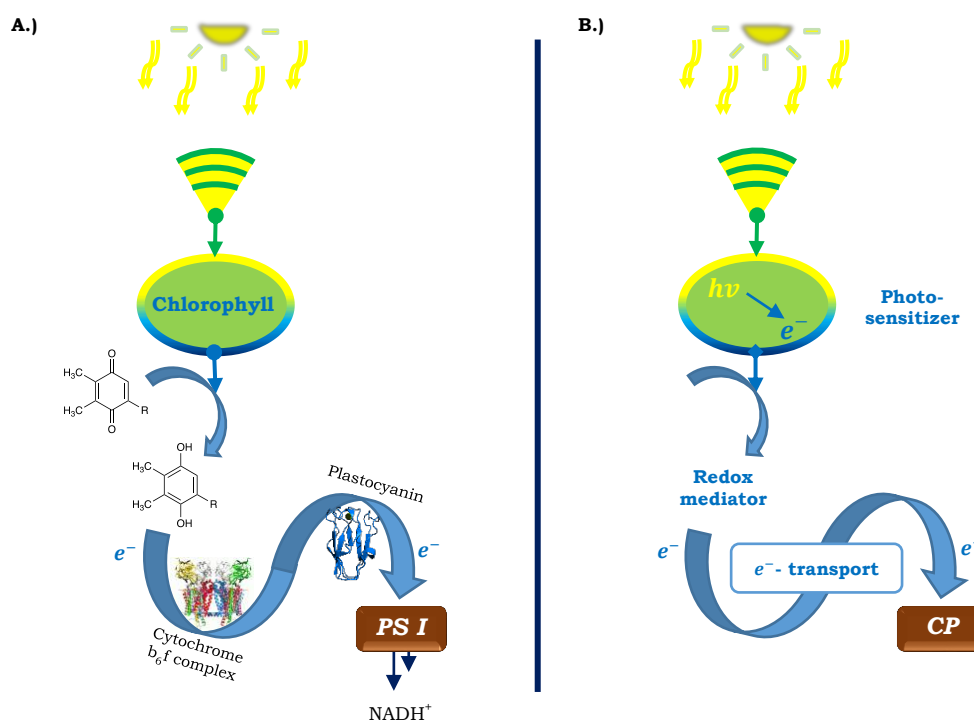 A.)
Chlorophyll
O
H₃C
H₃C
R
O
OH
H₃C
H₃C
R
OH
Plastocyanin
e⁻
e⁻
Cytochrome
b₆f complex
PS I
NADH⁺
B.)
hν
e⁻
Photo-
sensitizer
Redox
mediator
e⁻
e⁻
e⁻- transport
CP